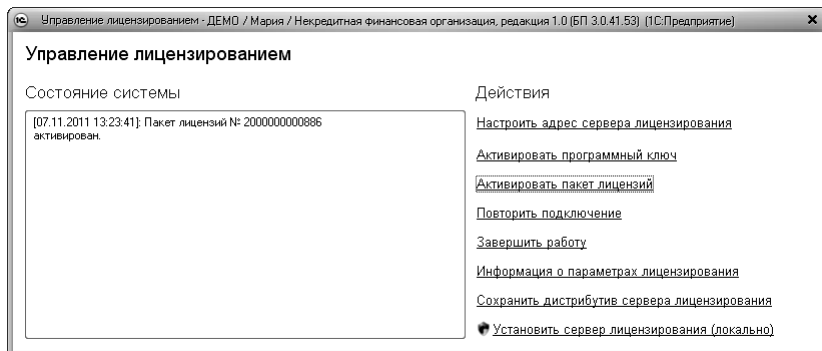 Управление лицензированием - ДЕМО / Мария / Некредитная финансовая организация, редакция 1.0 (БП 3.0.41.53) (1С:Предприятие)
Управление лицензированием
Состояние системы
[07.11.2011 13:23:41]: Пакет лицензий № 2000000000886
активирован.
Действия
Настроить адрес сервера лицензирования
Активировать программный ключ
Активировать пакет лицензий
Повторить подключение
Завершить работу
Информация о параметрах лицензирования
Сохранить дистрибутив сервера лицензирования
Установить сервер лицензирования (локально)